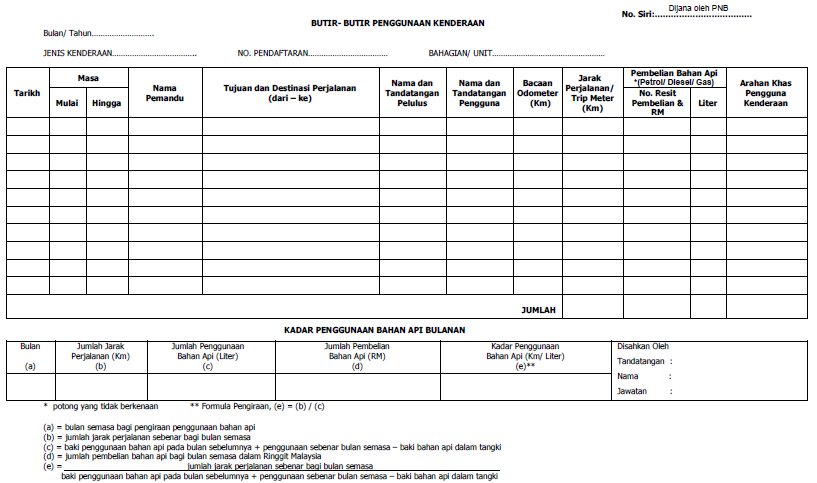 Dijana oleh PNB
No. Siri:.......................................
BUTIR- BUTIR PENGGUNAAN KENDERAAN
Bulan/ Tahun............................
JENIS KENDERAAN...................................... NO. PENDAFTARAN.................................... BAHAGIAN/ UNIT..................................................
Tarikh
Masa
Mulai
Hingga
Nama
Pemandu
Tujuan dan Destinasi Perjalanan
(dari – ke)
Nama dan
Tandatangan
Pelulus
Nama dan
Tandatangan
Pengguna
Bacaan
Odometer
(Km)
Jarak
Perjalanan/
Trip Meter
(Km)
Pembelian Bahan Api
*(Petrol/ Diesel/ Gas)
No. Resit
Pembelian &
RM
Liter
Arahan Khas
Pengguna
Kenderaan
JUMLAH
KADAR PENGGUNAAN BAHAN API BULANAN
Bulan
(a)
Jumlah Jarak
Perjalanan (Km)
(b)
Jumlah Penggunaan
Bahan Api (Liter)
(c)
Jumlah Pembelian
Bahan Api (RM)
(d)
Kadar Penggunaan
Bahan Api (Km/ Liter)
(e)**
Disahkan Oleh
Tandatangan :
Nama :
Jawatan :
* potong yang tidak berkenaan ** Formula Pengiraan, (e) = (b) / (c)
(a) = bulan semasa bagi pengiraan penggunaan bahan api
(b) = jumlah jarak perjalanan sebenar bagi bulan semasa
(c) = baki penggunaan bahan api pada bulan sebelumnya + penggunaan sebenar bulan semasa – baki bahan api dalam tangki
(d) = jumlah pembelian bahan api bagi bulan semasa dalam Ringgit Malaysia
(e) = jumlah jarak perjalanan sebenar bagi bulan semasa
baki penggunaan bahan api pada bulan sebelumnya + penggunaan sebenar bulan semasa – baki bahan api dalam tangki